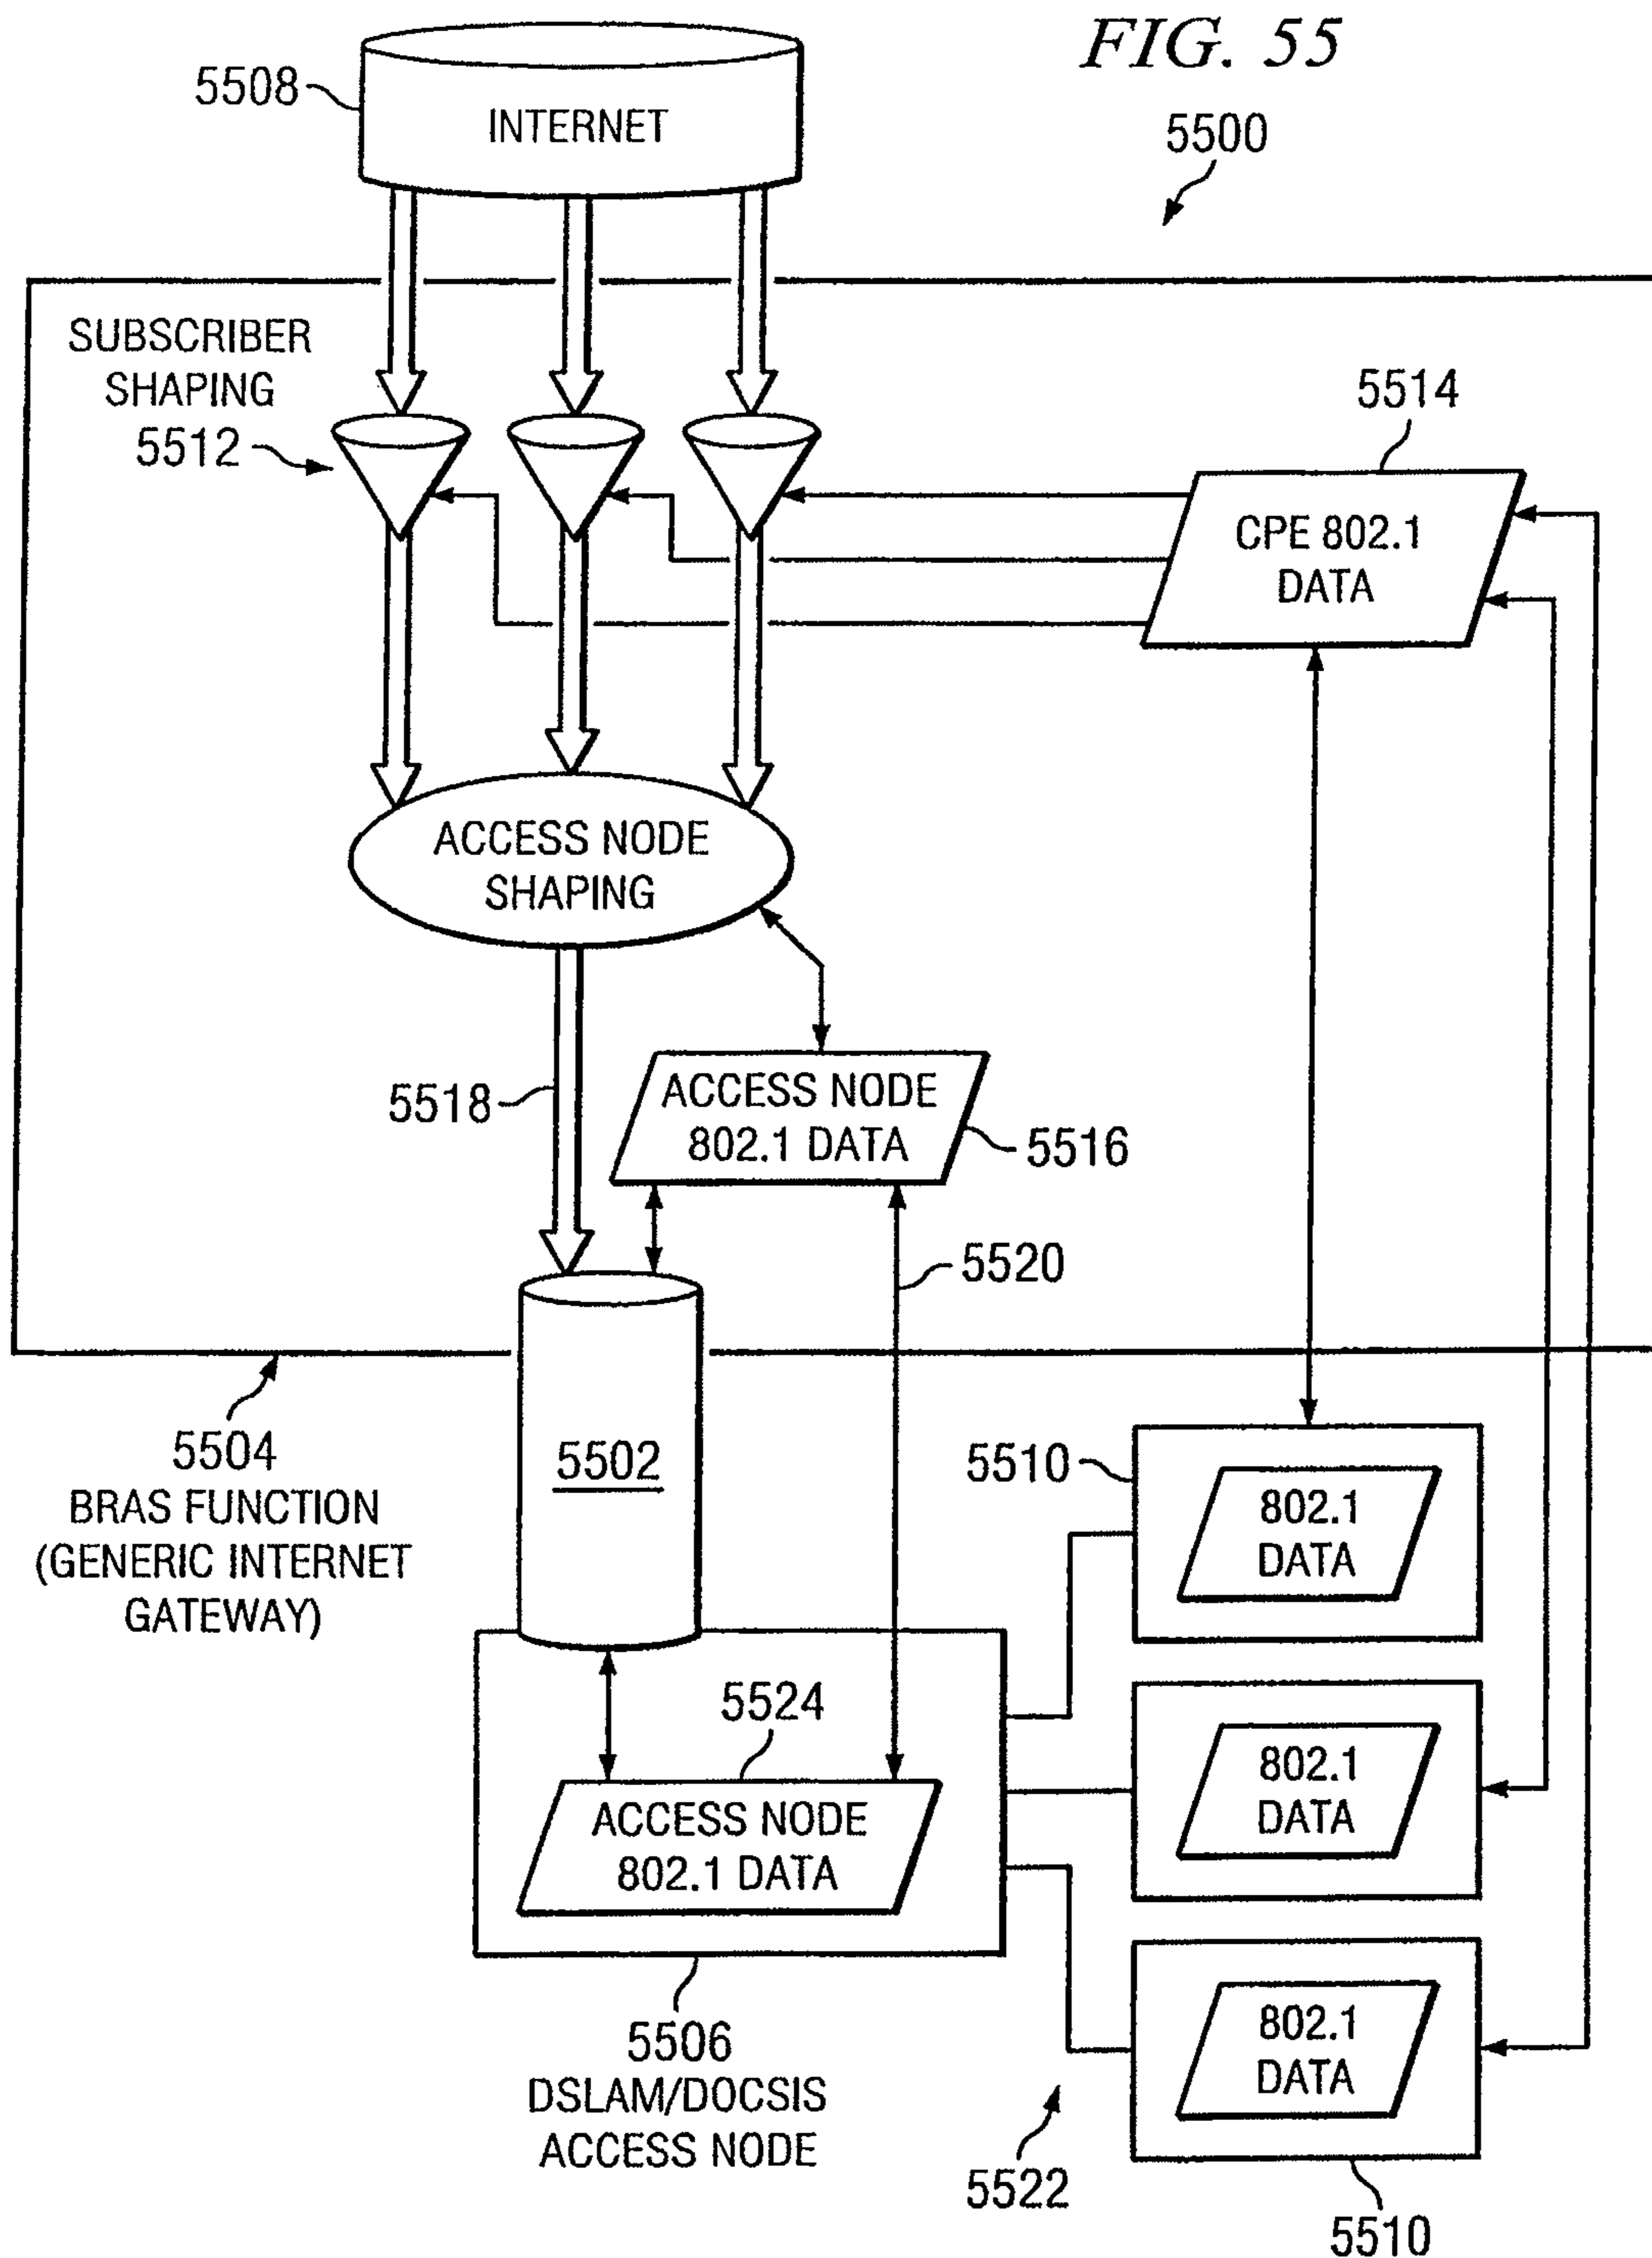 FIG. 55
5508
INTERNET
5500
SUBSCRIBER
SHAPING
5512
5514
CPE 802.1
DATA
ACCESS NODE
SHAPING
5518
ACCESS NODE
802.1 DATA
5516
5520
5504
BRAS FUNCTION
(GENERIC INTERNET
GATEWAY)
5502
5510
802.1
DATA
5524
ACCESS NODE
802.1 DATA
802.1
DATA
5506
DSLAM/DOCSIS
ACCESS NODE
802.1
DATA
5522
5510